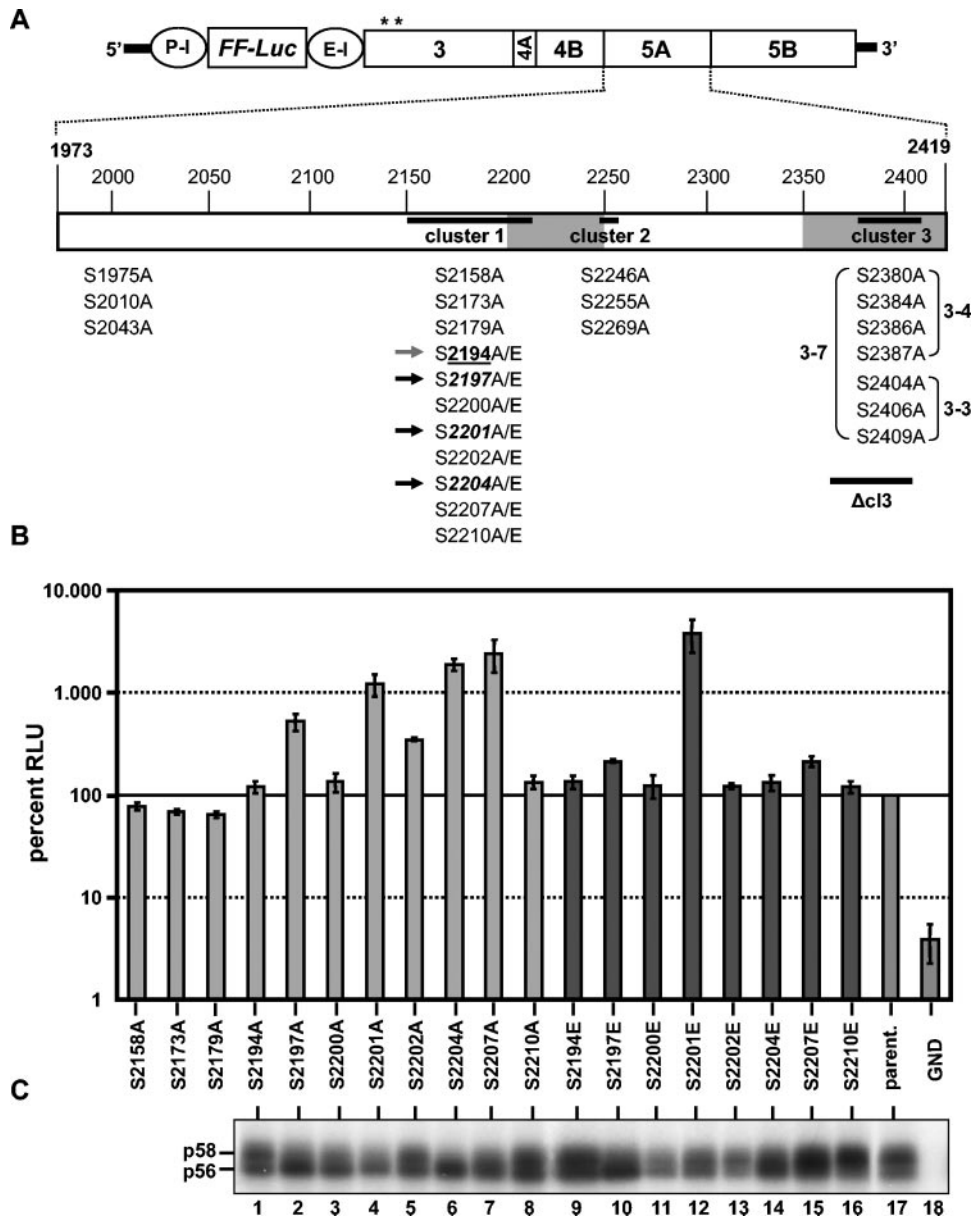 A
* *
5' P-I FF-Luc E-I 3 4A 4B 5A 5B 3'
1973 2419
2000 2050 2100 2150 2200 2250 2300 2350 2400
cluster 1 cluster 2 cluster 3
S1975A S2158A S2246A S2380A
S2010A S2173A S2255A S2384A
S2043A S2179A S2269A S2386A
3-4
S2194A/E S2387A
3-7
S2197A/E S2404A
S2200A/E S2406A
3-3
S2201A/E S2409A
S2202A/E
S2204A/E Δcl3
S2207A/E
S2210A/E
B
percent RLU
10.000
1.000
100
10
1
S2158A S2173A S2179A S2194A S2197A S2200A S2201A S2202A S2204A S2207A S2210A S2194E S2197E S2200E S2201E S2202E S2204E S2207E S2210E parent. GND
C
p58
p56
1 2 3 4 5 6 7 8 9 10 11 12 13 14 15 16 17 18